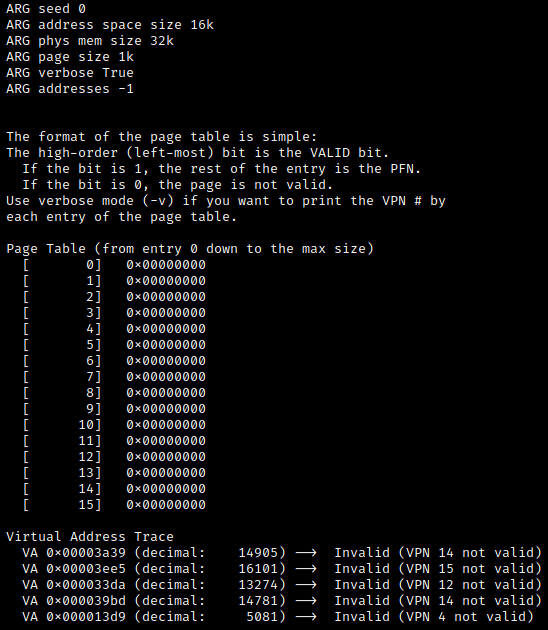 ARG seed 0
ARG address space size 16k
ARG phys mem size 32k
ARG page size 1k
ARG verbose True
ARG addresses -1
The format of the page table is simple:
The high-order (left-most) bit is the VALID bit.
  If the bit is 1, the rest of the entry is the PFN.
  If the bit is 0, the page is not valid.
Use verbose mode (-v) if you want to print the VPN # by
each entry of the page table.
Page Table (from entry 0 down to the max size)
  [       0]   0x00000000
  [       1]   0x00000000
  [       2]   0x00000000
  [       3]   0x00000000
  [       4]   0x00000000
  [       5]   0x00000000
  [       6]   0x00000000
  [       7]   0x00000000
  [       8]   0x00000000
  [       9]   0x00000000
  [      10]   0x00000000
  [      11]   0x00000000
  [      12]   0x00000000
  [      13]   0x00000000
  [      14]   0x00000000
  [      15]   0x00000000
Virtual Address Trace
  VA 0x00003a39 (decimal:    14905) -->  Invalid (VPN 14 not valid)
  VA 0x00003ee5 (decimal:    16101) -->  Invalid (VPN 15 not valid)
  VA 0x000033da (decimal:    13274) -->  Invalid (VPN 12 not valid)
  VA 0x000039bd (decimal:    14781) -->  Invalid (VPN 14 not valid)
  VA 0x000013d9 (decimal:     5081) -->  Invalid (VPN 4 not valid)